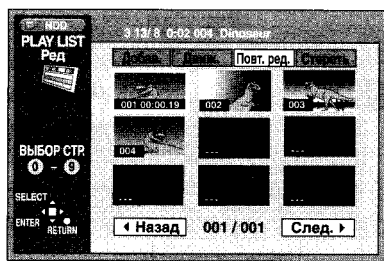 HDD
PLAY LIST
Ред
3 13/ 8 0:02 004 Dinosaur
Добав. Движ. Повт. ред. Стереть
001 00:00.19 002 003
004 --- ---
--- --- ---
ВЫБОР СТР.
0 - 9
SELECT
ENTER
RETURN
Назад 001 / 001 След.